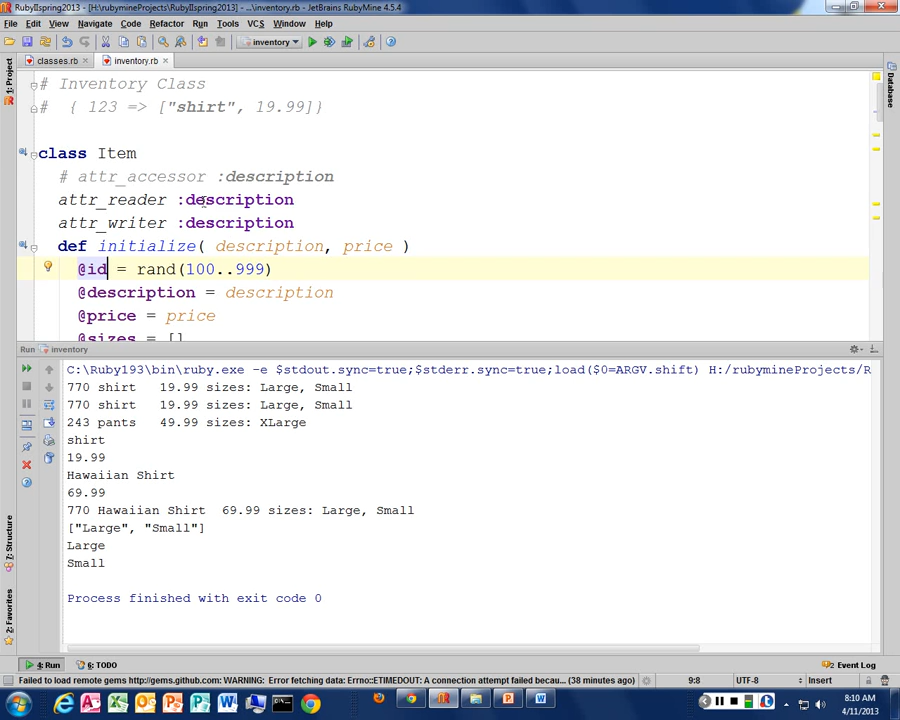 RubyIIspring2013 - [H:\rubymineProjects\RubyIISpring2013] - ...\inventory.rb - JetBrains RubyMine 4.5.4
File Edit View Navigate Code Refactor Run Tools VCS Window Help
inventory
classes.rb inventory.rb
1: Project
Database
# Inventory Class
# { 123 => ["shirt", 19.99]}
class Item
# attr_accessor :description
attr_reader :description
attr_writer :description
def initialize( description, price )
@id = rand(100..999)
@description = description
@price = price
@sizes = []
Run inventory
C:\Ruby193\bin\ruby.exe -e $stdout.sync=true;$stderr.sync=true;load($0=ARGV.shift) H:/rubymineProjects/R
770 shirt 19.99 sizes: Large, Small
770 shirt 19.99 sizes: Large, Small
243 pants 49.99 sizes: XLarge
shirt
19.99
Hawaiian Shirt
69.99
770 Hawaiian Shirt 69.99 sizes: Large, Small
["Large", "Small"]
Large
Small
Process finished with exit code 0
7: Structure
2: Favorites
4: Run 6: TODO
2 Event Log
Failed to load remote gems http://gems.github.com: WARNING: Error fetching data: Errno::ETIMEDOUT: A connection attempt failed becau... (38 minutes ago)
9:8 UTF-8 Insert
8:10 AM
4/11/2013